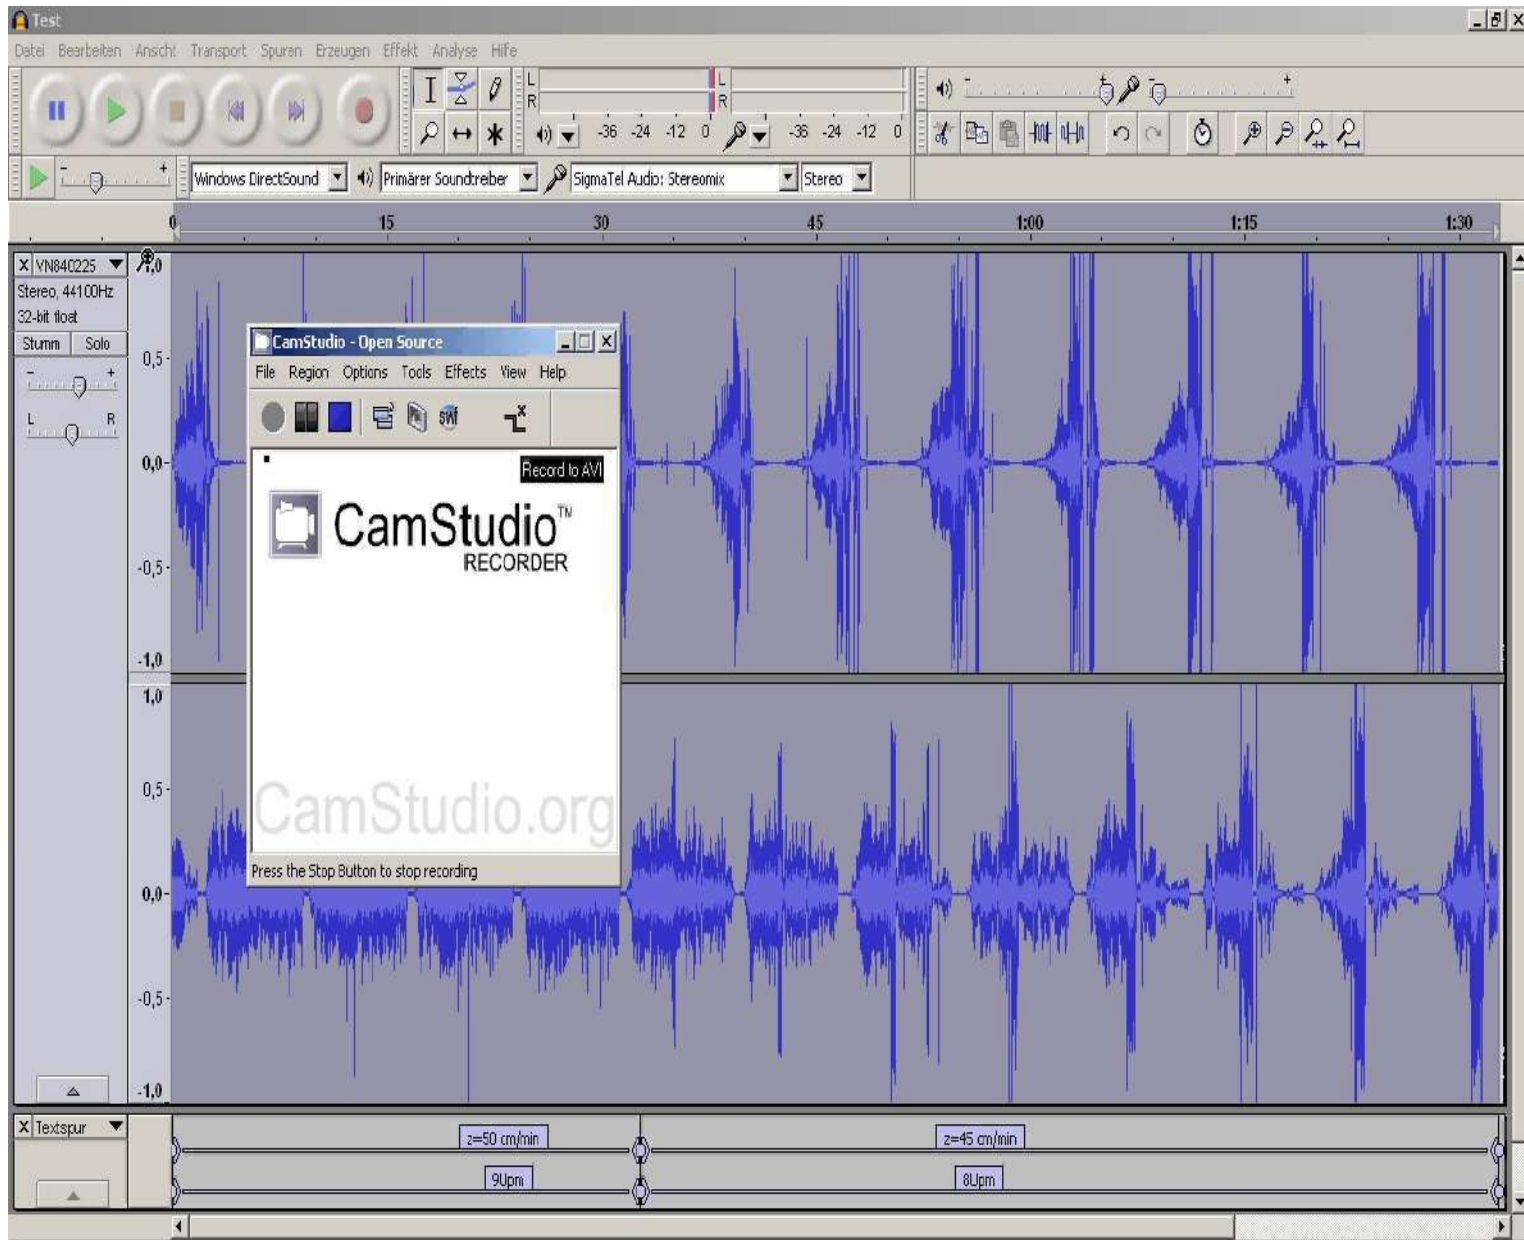 Test
Datei Bearbeiten Ansicht Transport Spuren Erzeugen Effekt Analyse Hilfe
L
R
-36 -24 -12 0
L
R
-36 -24 -12 0
- +
- +
- +
Windows DirectSound
Primärer Soundtreiber
SigmaTel Audio: Stereomix
Stereo
0 15 30 45 1:00 1:15 1:30
X VN840225
Stereo, 44100Hz
32-bit float
Stumm Solo
- +
L R
1,0
0,5
0,0
-0,5
-1,0
1,0
0,5
0,0
-0,5
-1,0
CamStudio - Open Source
File Region Options Tools Effects View Help
SWf
Record to AVI
CamStudio™
RECORDER
CamStudio.org
Press the Stop Button to stop recording
X Textspur
z=50 cm/min z=45 cm/min
9Upm 8Upm